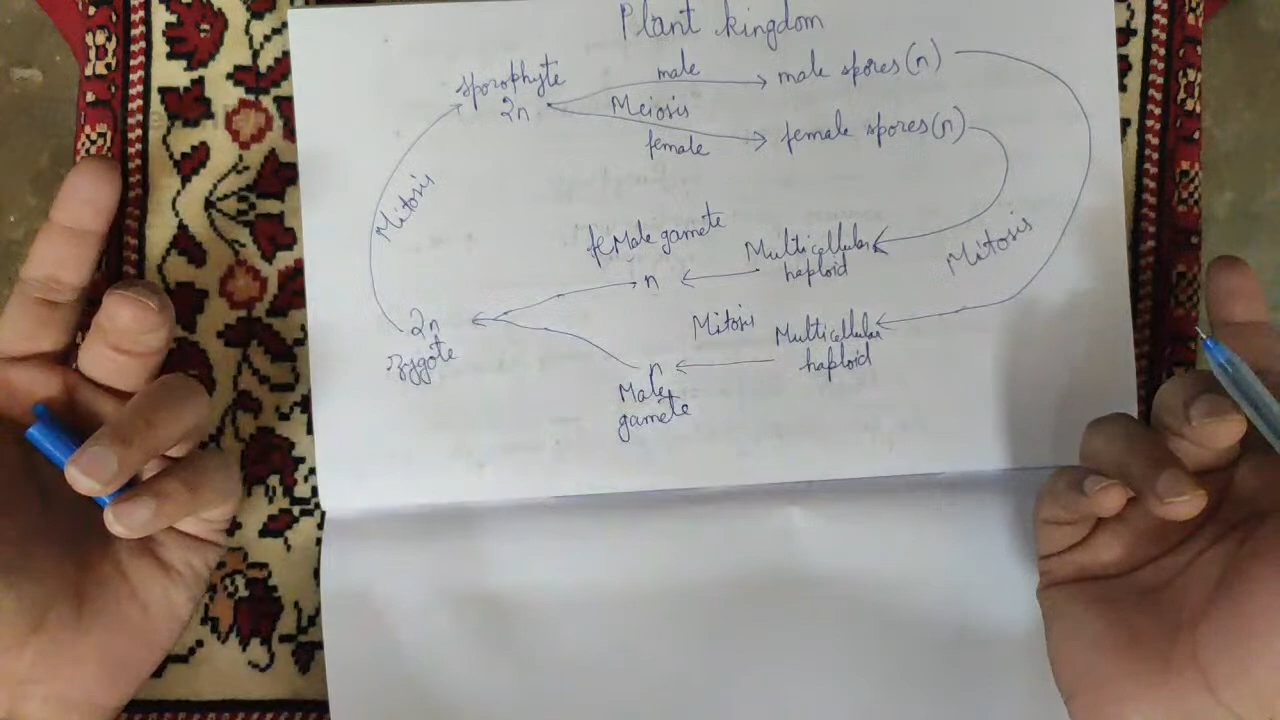 Plant kingdom
sporophyte
2n
male
Meiosis
female
male spores (n)
female spores (n)
Mitosis
Mitosis
female gamete
n
Multicellular
haploid
Mitosis
Multicellular
haploid
n
Male
gamete
2n
zygote